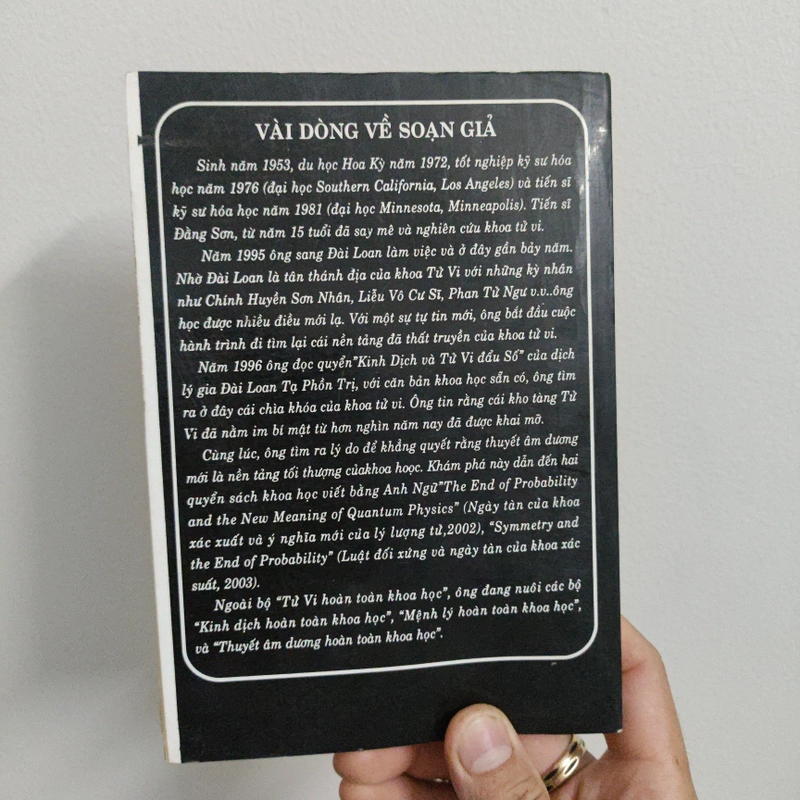 VÀI DÒNG VỀ SOẠN GIẢ
Sinh năm 1953, du học Hoa Kỳ năm 1972, tốt nghiệp kỹ sư hóa
học năm 1976 (đại học Southern California, Los Angeles) và tiến sĩ
kỹ sư hóa học năm 1981 (đại học Minnesota, Minneapolis). Tiến sĩ
Đằng Sơn, từ năm 15 tuổi đã say mê và nghiên cứu khoa tử vi.
Năm 1995 ông sang Đài Loan làm việc và ở đây gần bảy năm.
Nhờ Đài Loan là tân thánh địa của khoa Tử Vi với những kỳ nhân
như Chính Huyền Sơn Nhân, Liễu Vô Cư Sĩ, Phan Tử Ngư v.v..ông
học được nhiều điều mới lạ. Với một sự tự tin mới, ông bắt đầu cuộc
hành trình đi tìm lại cái nền tảng đã thất truyền của khoa tử vi.
Năm 1996 ông đọc quyển"Kinh Dịch và Tử Vi đẩu Số" của dịch
lý gia Đài Loan Tạ Phồn Trị, với căn bản khoa học sẵn có, ông tìm
ra ở đây cái chìa khóa của khoa tử vi. Ông tin rằng cái kho tàng Tử
Vi đã nằm im bí mật từ hơn nghìn năm nay đã được khai mở.
Cùng lúc, ông tìm ra lý do để khẳng quyết rằng thuyết âm dương
mới là nền tảng tối thượng củakhoa hoọc. Khám phá này dẫn đến hai
quyển sách khoa học viết bằng Anh Ngữ"The End of Probability
and the New Meaning of Quantum Physics" (Ngày tàn của khoa
xác xuất và ý nghĩa mới của lý lượng tử,2002), "Symmetry and
the End of Probability" (Luật đối xứng và ngày tàn của khoa xác
suất, 2003).
Ngoài bộ "Tử Vi hoàn toàn khoa học", ông đang nuôi các bộ
"Kinh dịch hoàn toàn khoa học", "Mệnh lý hoàn toàn khoa học",
và "Thuyết âm dương hoàn toàn khoa học".